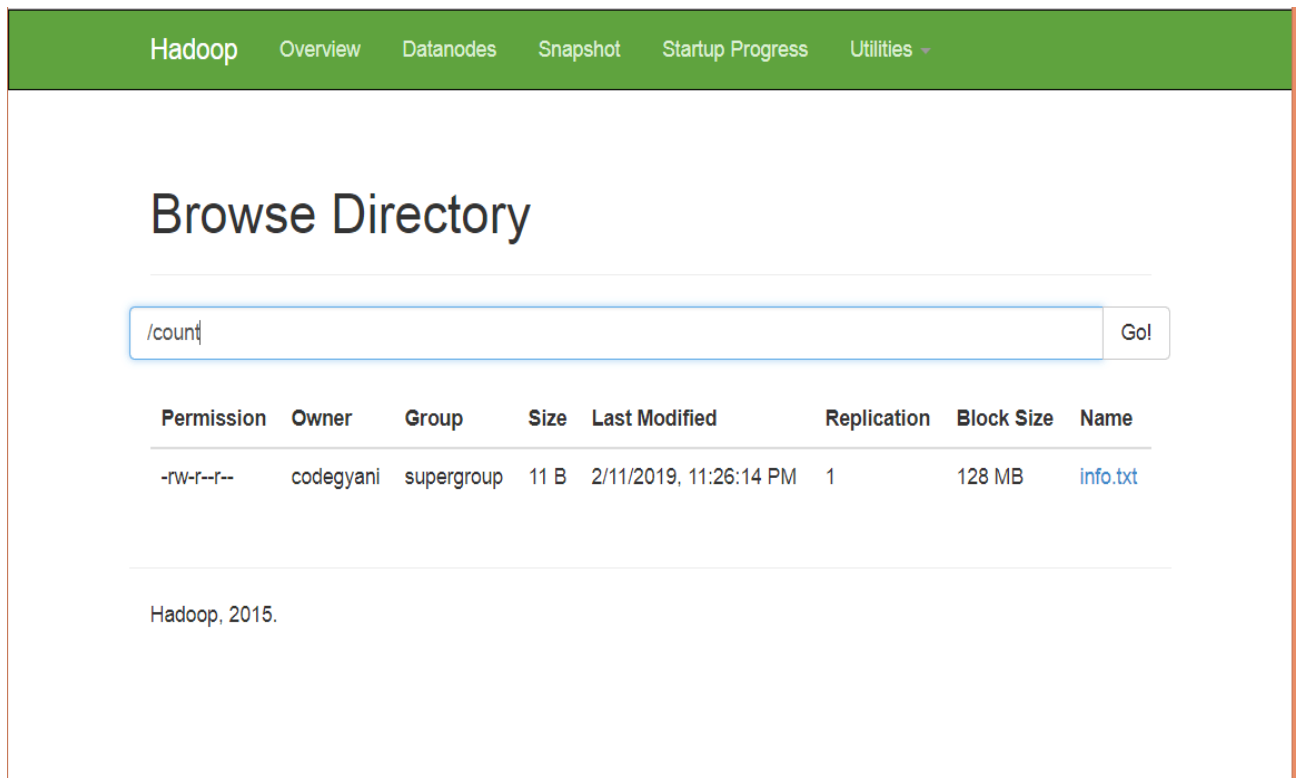 Hadoop Overview Datanodes Snapshot Startup Progress Utilities
Browse Directory
/count Go!
Permission Owner Group Size Last Modified Replication Block Size Name
-rw-r--r-- codegyani supergroup 11 B 2/11/2019, 11:26:14 PM 1 128 MB info.txt
Hadoop, 2015.